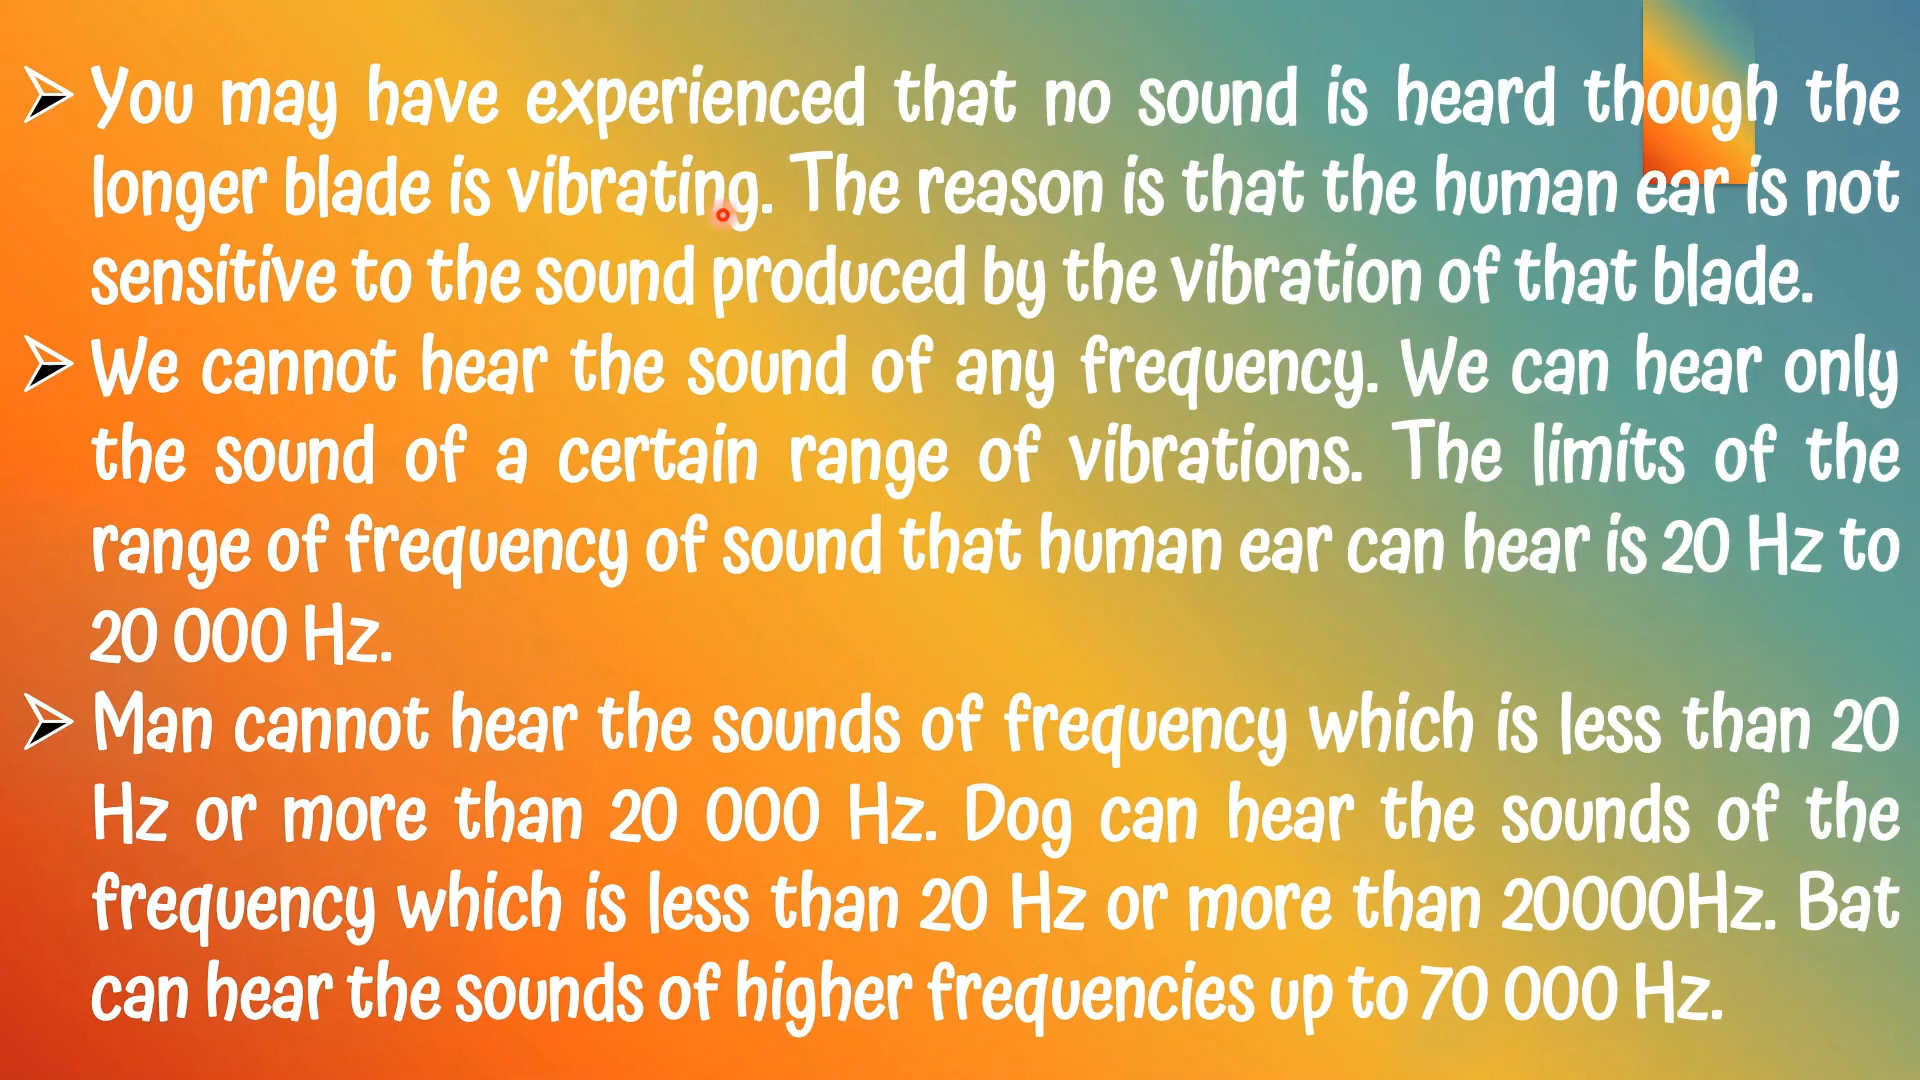 You may have experienced that no sound is heard though the
longer blade is vibrating. The reason is that the human ear is not
sensitive to the sound produced by the vibration of that blade.
We cannot hear the sound of any frequency. We can hear only
the sound of a certain range of vibrations. The limits of the
range of frequency of sound that human ear can hear is 20 Hz to
20 000 Hz.
Man cannot hear the sounds of frequency which is less than 20
Hz or more than 20 000 Hz. Dog can hear the sounds of the
frequency which is less than 20 Hz or more than 20000Hz. Bat
can hear the sounds of higher frequencies up to 70 000 Hz.